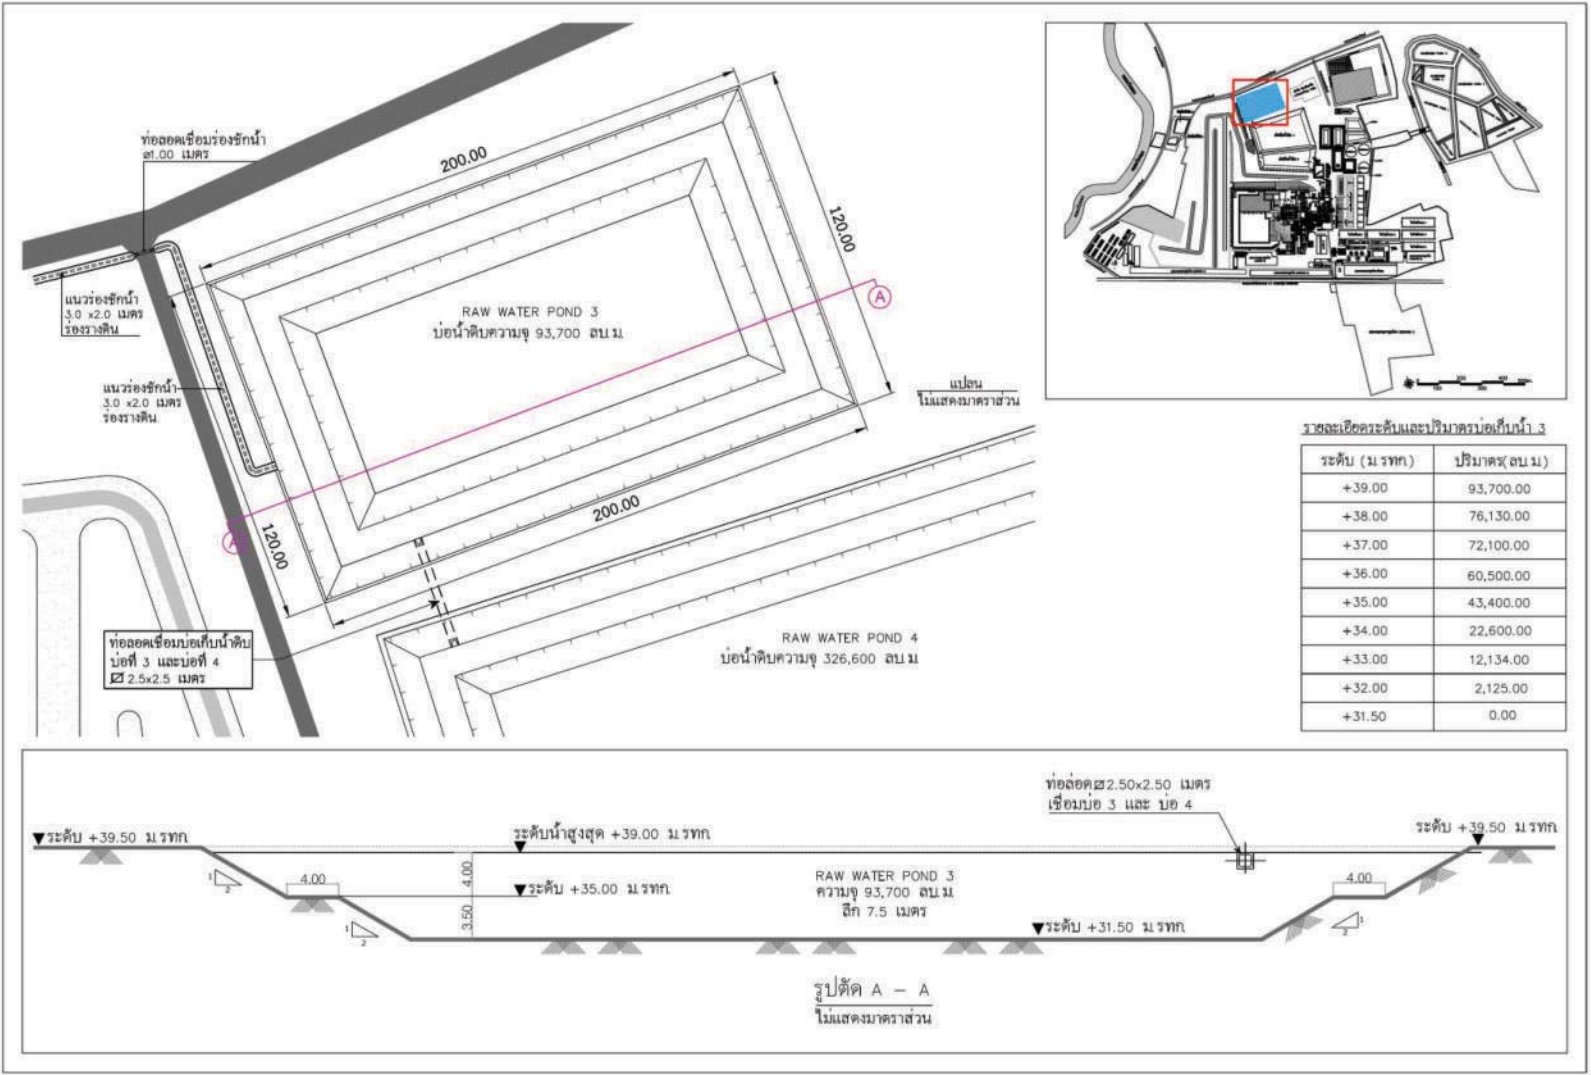 ท่อลอดเชื่อมร่องชักน้ำ
ø1.00 เมตร
200.00
120.00
แนวร่องชักน้ำ
3.0 x2.0 เมตร
ร่องรางดิน
RAW WATER POND 3
บ่อน้ำดิบความจุ 93,700 ลบ.ม.
A
แนวร่องชักน้ำ
3.0 x2.0 เมตร
ร่องรางดิน
แปลน
ไม่แสดงมาตราส่วน
200.00
120.00
A
ท่อลอดเชื่อมบ่อเก็บน้ำดิบ
บ่อที่ 3 และบ่อที่ 4
2.5x2.5 เมตร
RAW WATER POND 4
บ่อน้ำดิบความจุ 326,600 ลบ.ม
รายละเอียดระดับและปริมาตรบ่อเก็บน้ำ 3
ระดับ (ม.รทก.) ปริมาตร(ลบ.ม.)
+39.00 93,700.00
+38.00 76,130.00
+37.00 72,100.00
+36.00 60,500.00
+35.00 43,400.00
+34.00 22,600.00
+33.00 12,134.00
+32.00 2,125.00
+31.50 0.00
ท่อล่อด 2.50x2.50 เมตร
เชื่อมบ่อ 3 และ บ่อ 4
ระดับ +39.50 ม.รทก.
ระดับน้ำสูงสุด +39.00 ม.รทก.
ระดับ +39.50 ม.รทก.
1
2
4.00
4.00
ระดับ +35.00 ม.รทก.
RAW WATER POND 3
ความจุ 93,700 ลบ.ม.
ลึก 7.5 เมตร
4.00
1
2
3.50
ระดับ +31.50 ม.รทก.
1
2
รูปตัด A - A
ไม่แสดงมาตราส่วน